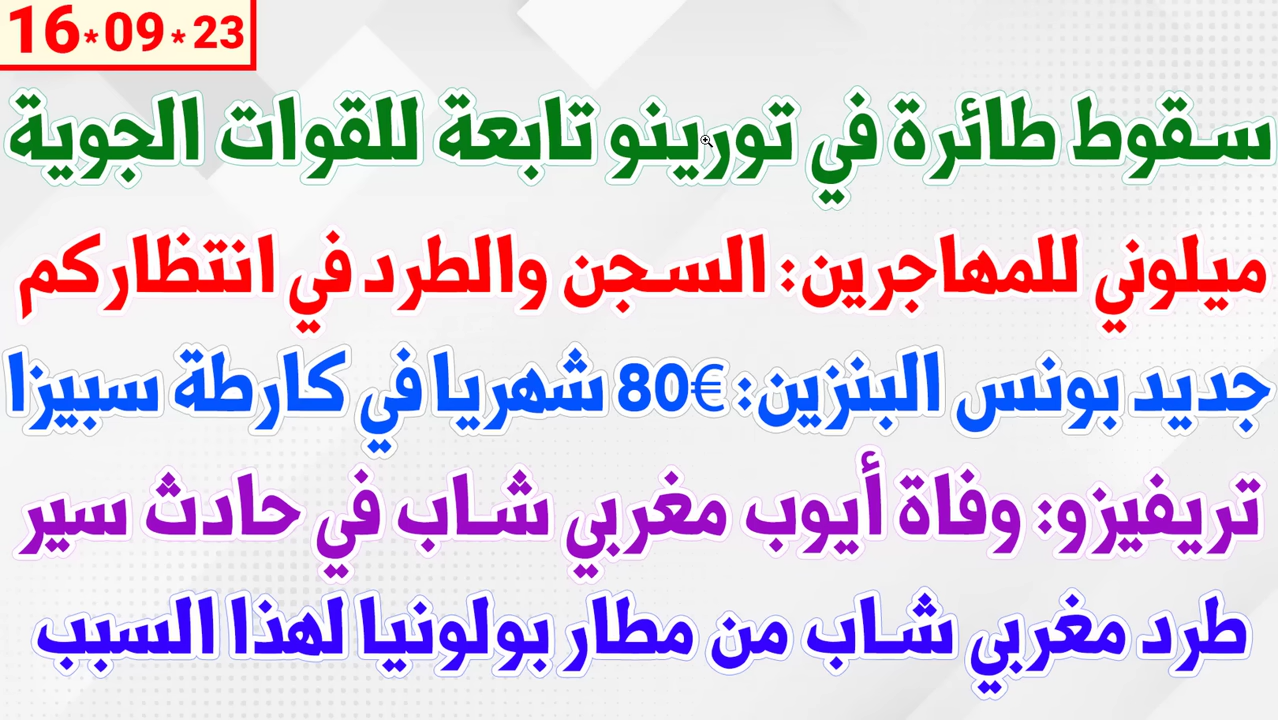 16*09*23
سقوط طائرة في تورينو تابعة للقوات الجوية
ميلوني للمهاجرين: السجن والطرد في انتظاركم
جديد بونس البنزين: €80 شهريا في كارطة سبيزا
تريفيزو: وفاة أيوب مغربي شاب في حادث سير
طرد مغربي شاب من مطار بولونيا لهذا السبب